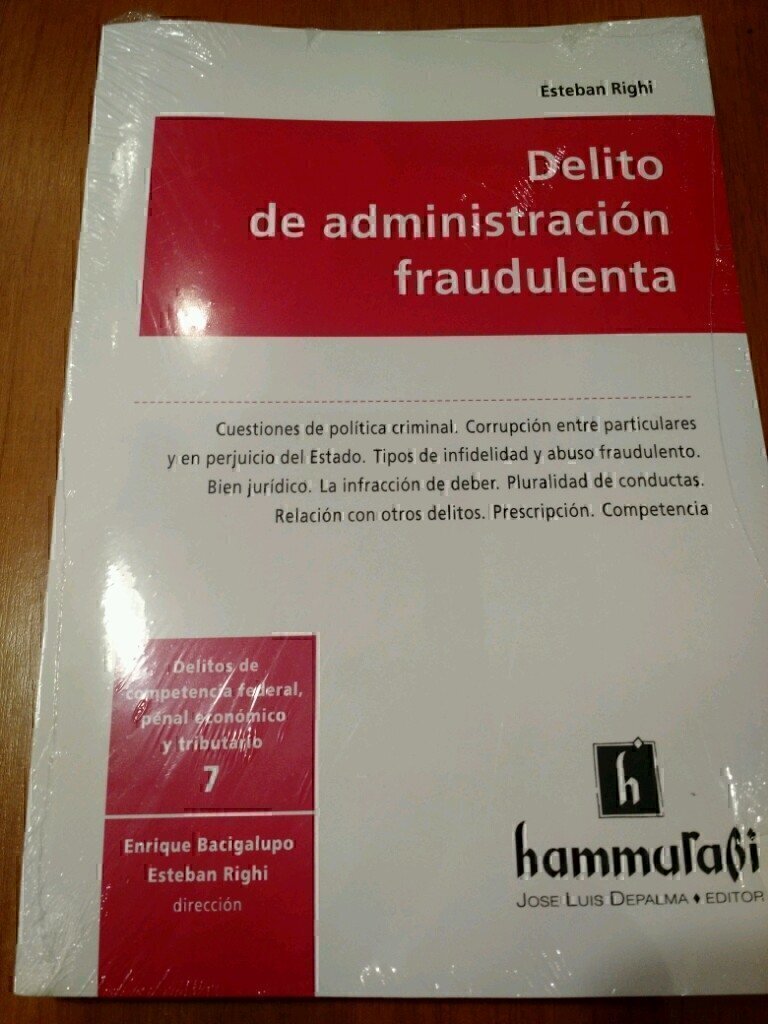 Esteban Righi
Delito
de administración
fraudulenta
Cuestiones de política criminal. Corrupción entre particulares
y en perjuicio del Estado. Tipos de infidelidad y abuso fraudulento.
Bien jurídico. La infracción de deber. Pluralidad de conductas.
Relación con otros delitos. Prescripción. Competencia
Delitos de
competencia federal,
penal económico
y tributario
7
Enrique Bacigalupo
Esteban Righi
dirección
h
hammurabi
JOSE LUIS DEPALMA ♦ EDITOR